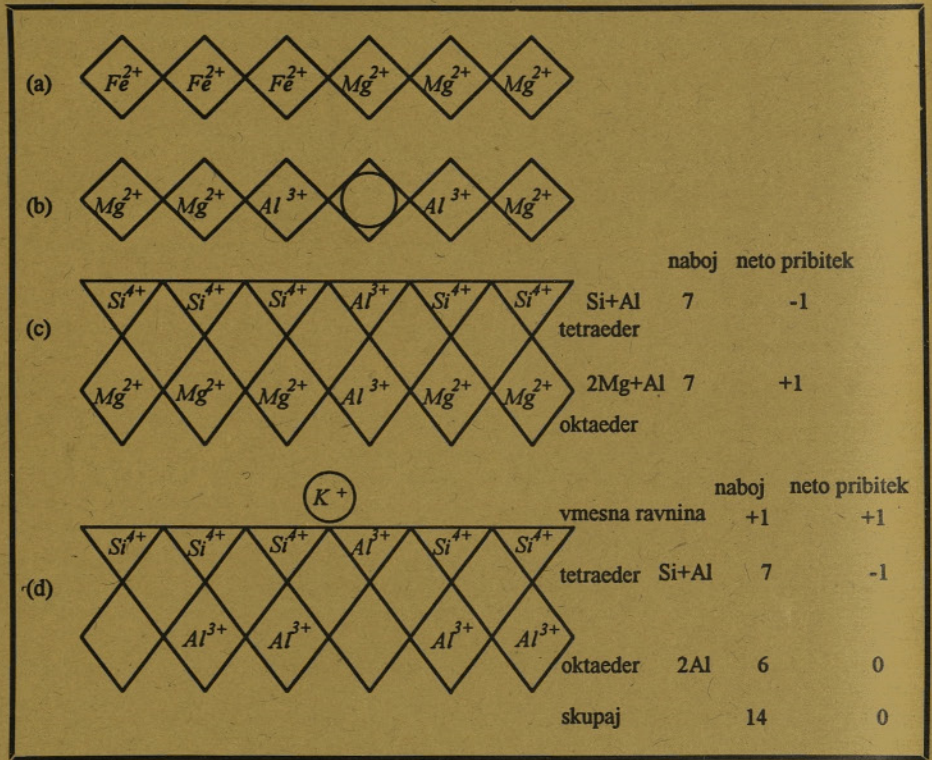 (a) Fe2+ Fe2+ Fe2+ Mg2+ Mg2+ Mg2+
(b) Mg2+ Mg2+ Al3+ Al3+ Mg2+
naboj neto pribitek
Si4+ Si4+ Si4+ Al3+ Si4+ Si4+ Si+Al 7 -1
(c) tetraeder
Mg2+ Mg2+ Mg2+ Al3+ Mg2+ Mg2+ 2Mg+Al 7 +1
oktaeder
K+
naboj neto pribitek
vmesna ravnina +1 +1
Si4+ Si4+ Si4+ Al3+ Si4+ Si4+
tetraeder Si+Al 7 -1
(d)
Al3+ Al3+ Al3+ Al3+
oktaeder 2Al 6 0
skupaj 14 0